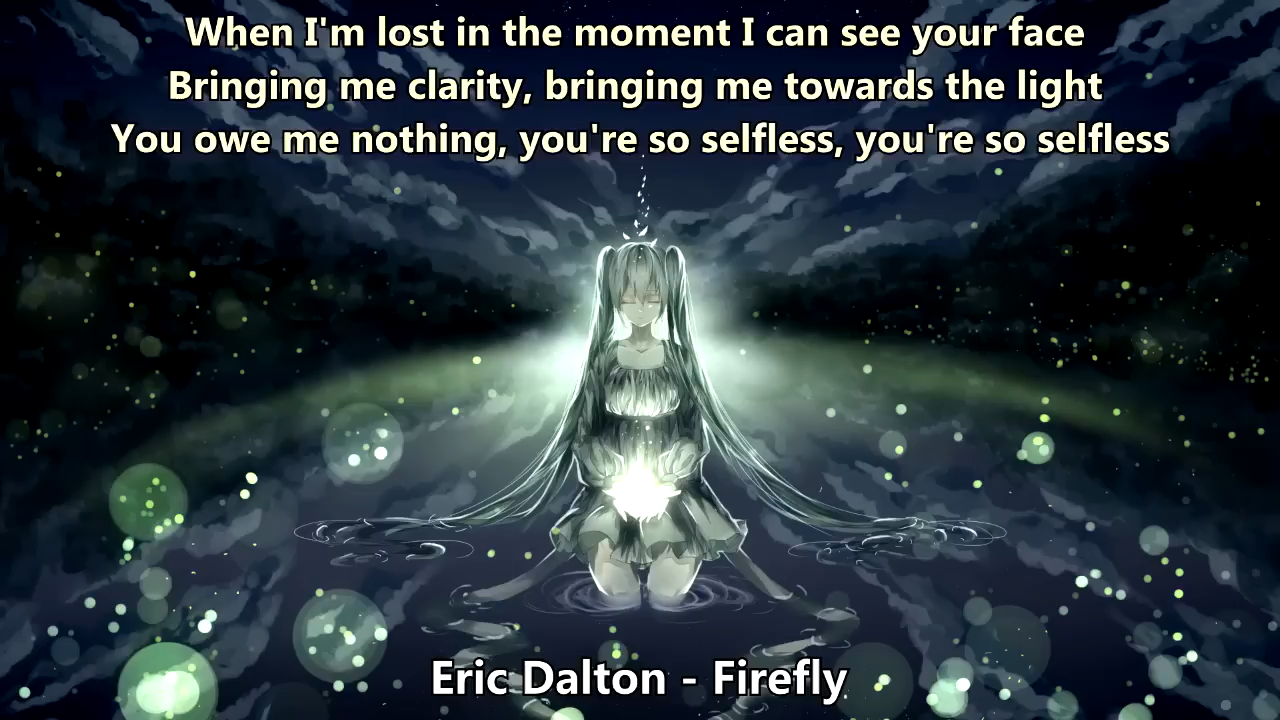 When I'm lost in the moment I can see your face
Bringing me clarity, bringing me towards the light
You owe me nothing, you're so selfless, you're so selfless
Eric Dalton - Firefly